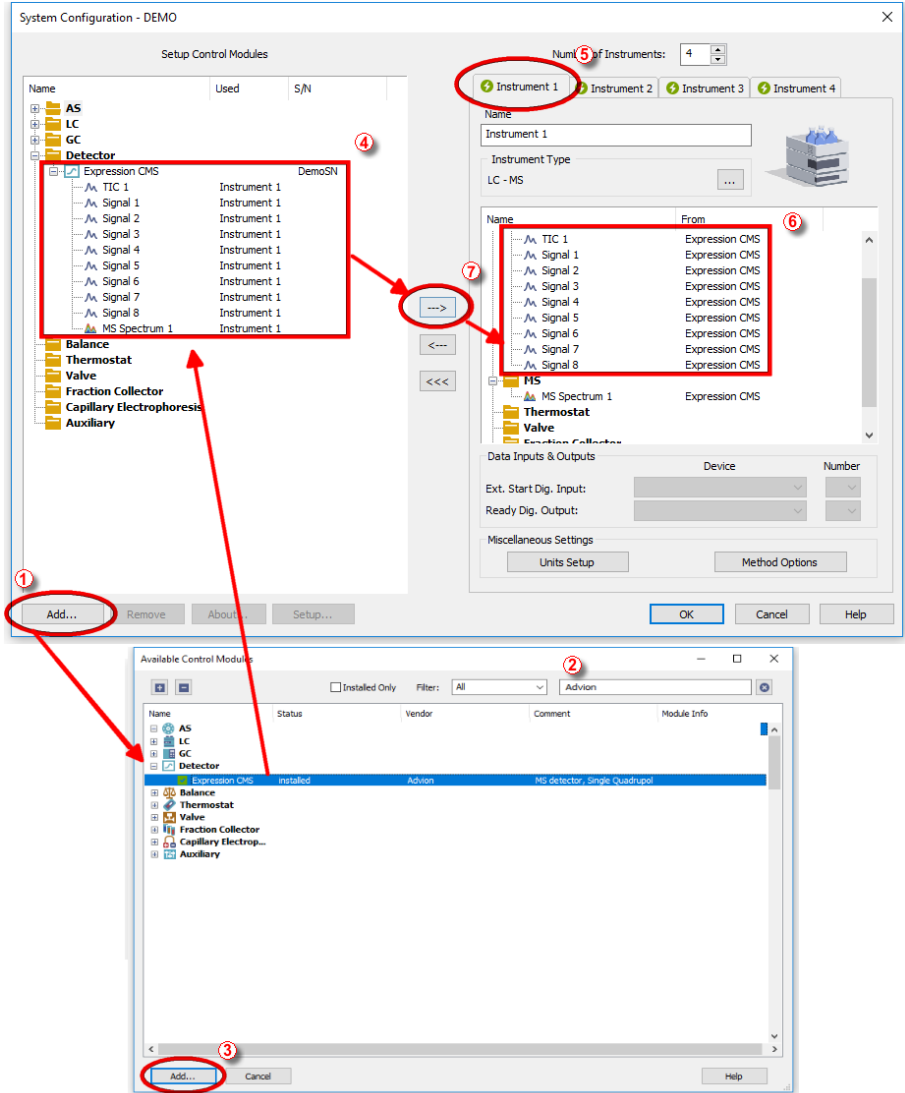 System Configuration - DEMO
Setup Control Modules
Number of Instruments: 4
⑤
Name Used S/N
AS
LC
GC
Detector
④
Expression CMS DemoSN
TIC 1 Instrument 1
Signal 1 Instrument 1
Signal 2 Instrument 1
Signal 3 Instrument 1
Signal 4 Instrument 1
Signal 5 Instrument 1
Signal 6 Instrument 1
Signal 7 Instrument 1
Signal 8 Instrument 1
MS Spectrum 1 Instrument 1
Balance
Thermostat
Valve
Fraction Collector
Capillary Electrophoresis
Auxiliary
⑦
--->
<---
<<<
Instrument 1 Instrument 2 Instrument 3 Instrument 4
Name
Instrument 1
Instrument Type
LC - MS ...
Name From
⑥
TIC 1 Expression CMS
Signal 1 Expression CMS
Signal 2 Expression CMS
Signal 3 Expression CMS
Signal 4 Expression CMS
Signal 5 Expression CMS
Signal 6 Expression CMS
Signal 7 Expression CMS
Signal 8 Expression CMS
MS
MS Spectrum 1 Expression CMS
Thermostat
Valve
Fraction Collector
Data Inputs & Outputs
Device Number
Ext. Start Dig. Input:
Ready Dig. Output:
Miscellaneous Settings
Units Setup Method Options
①
Add... Remove About... Setup... OK Cancel Help
Available Control Modules
②
Installed Only Filter: All Advion
Name Status Vendor Comment Module Info
AS
LC
GC
Detector
Expression CMS installed Advion MS detector, Single Quadrupol
Balance
Thermostat
Valve
Fraction Collector
Capillary Electrop...
Auxiliary
③
Add... Cancel Help